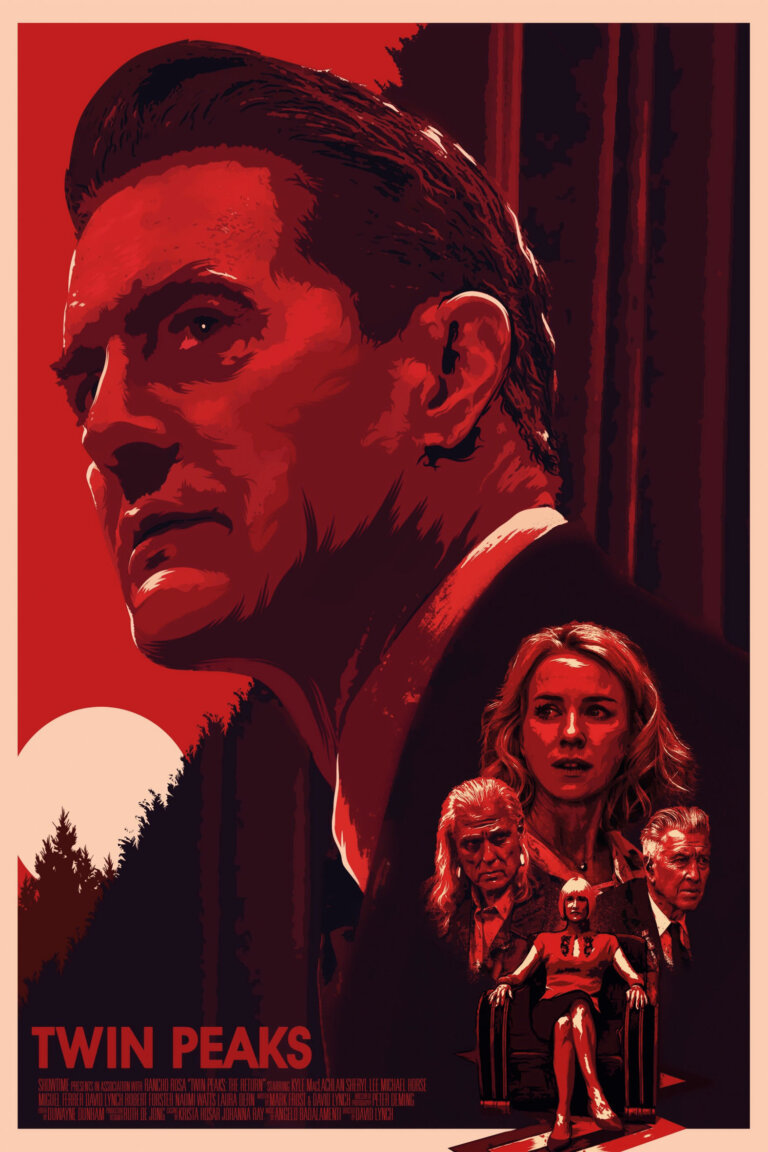 TWIN PEAKS
SHOWTIME PRESENTS IN ASSOCIATION WITH RANCHO ROSA "TWIN PEAKS: THE RETURN" STARRING KYLE MACLACHLAN SHERYL LEE MICHAEL HORSE
MIGUEL FERRER DAVID LYNCH ROBERT FORSTER NAOMI WATTS LAURA DERN MARK FROST & DAVID LYNCH PETER DEMING
DUWAYNE DUNHAM RUTH DE JONG KRISTA HUSAR JOHANNA RAY ANGELO BADALAMENTI DAVID LYNCH